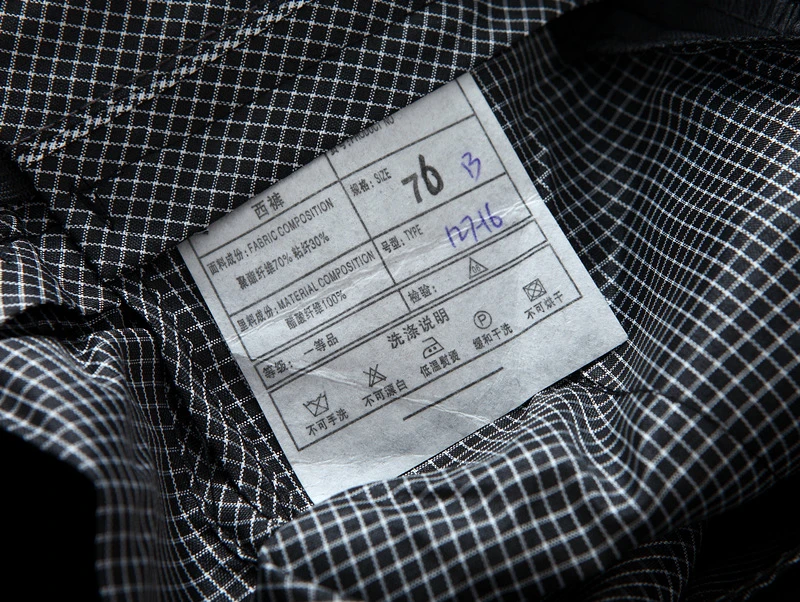 西裤
规格: SIZE
76 B
面料成份: FABRIC COMPOSITION
聚酯纤维70% 粘纤30%
号型: TYPE
里料成份: MATERIAL COMPOSITION
酯酸纤维100%
检验:
等级: 一等品
洗涤说明
不可手洗
不可漂白
低温熨烫
缓和干洗
不可烘干